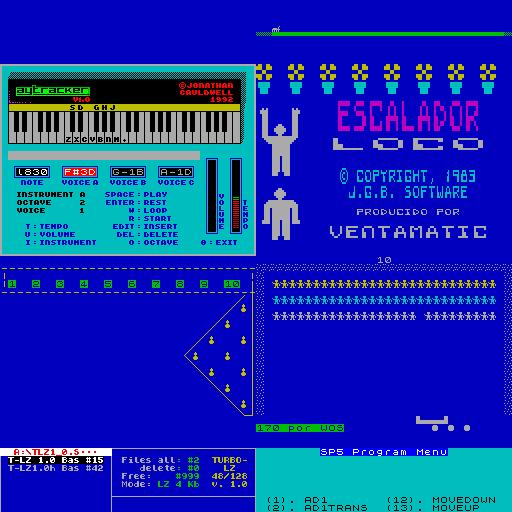 aytracker
V1.0
©JONATHAN
CAULDWELL
1992
SD GHJ
ZXCVBNM.
l830 F#3D G-1B A-1D
NOTE VOICE A VOICE B VOICE C
INSTRUMENT A
OCTAVE 2
VOICE 1
SPACE: PLAY
ENTER: REST
W: LOOP
R: START
T: TEMPO
U: VOLUME
I: INSTRUMENT
EDIT: INSERT
DEL: DELETE
O: OCTAVE
0: EXIT
VOLUME
TEMPO
ESCALADOR
LOCO
© COPYRIGHT, 1983
J.G.B. SOFTWARE
PRODUCIDO POR
VENTAMATIC
1 2 3 4 5 6 7 8 9 10
10
170 por WOS
A:\TLZ1_0.S···
T-LZ 1.0 Bas #15
T-LZ1.0h Bas #42
Files all: #2
delete: #0
Free: #999
Mode: LZ 4 Kb
TURBO-
LZ
48/128
v. 1.0
SP5 Program Menu
(1). AD1 (12). MOVEDOWN
(2). AD1TRANS (13). MOVEUP